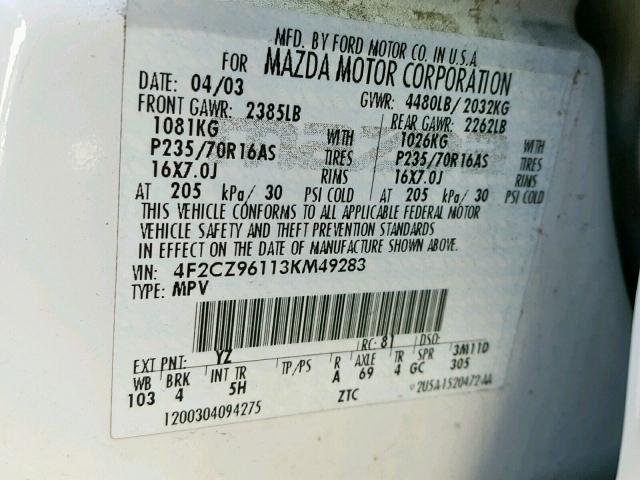 MFD. BY FORD MOTOR CO. IN U.S.A
FOR MAZDA MOTOR CORPORATION
DATE: 04/03 GVWR: 4480LB/ 2032KG
FRONT GAWR: 2385LB REAR GAWR: 2262LB
1081KG WITH 1026KG WITH
P235/70R16AS TIRES P235/70R16AS TIRES
16X7.0J RIMS 16X7.0J RIMS
AT 205 kPa/ 30 PSI COLD AT 205 kPa/ 30 PSI COLD
THIS VEHICLE CONFORMS TO ALL APPLICABLE FEDERAL MOTOR
VEHICLE SAFETY AND THEFT PREVENTION STANDARDS
IN EFFECT ON THE DATE OF MANUFACTURE SHOWN ABOVE.
VIN: 4F2CZ96113KM49283
TYPE: MPV
EXT PNT: YZ RC: 81 DSO:
WB BRK INT TR TP/PS R AXLE TR SPR 3M11D
103 4 5H A 69 4 GC 305
1200304094275 ZTC 2U5A-1520472-AA